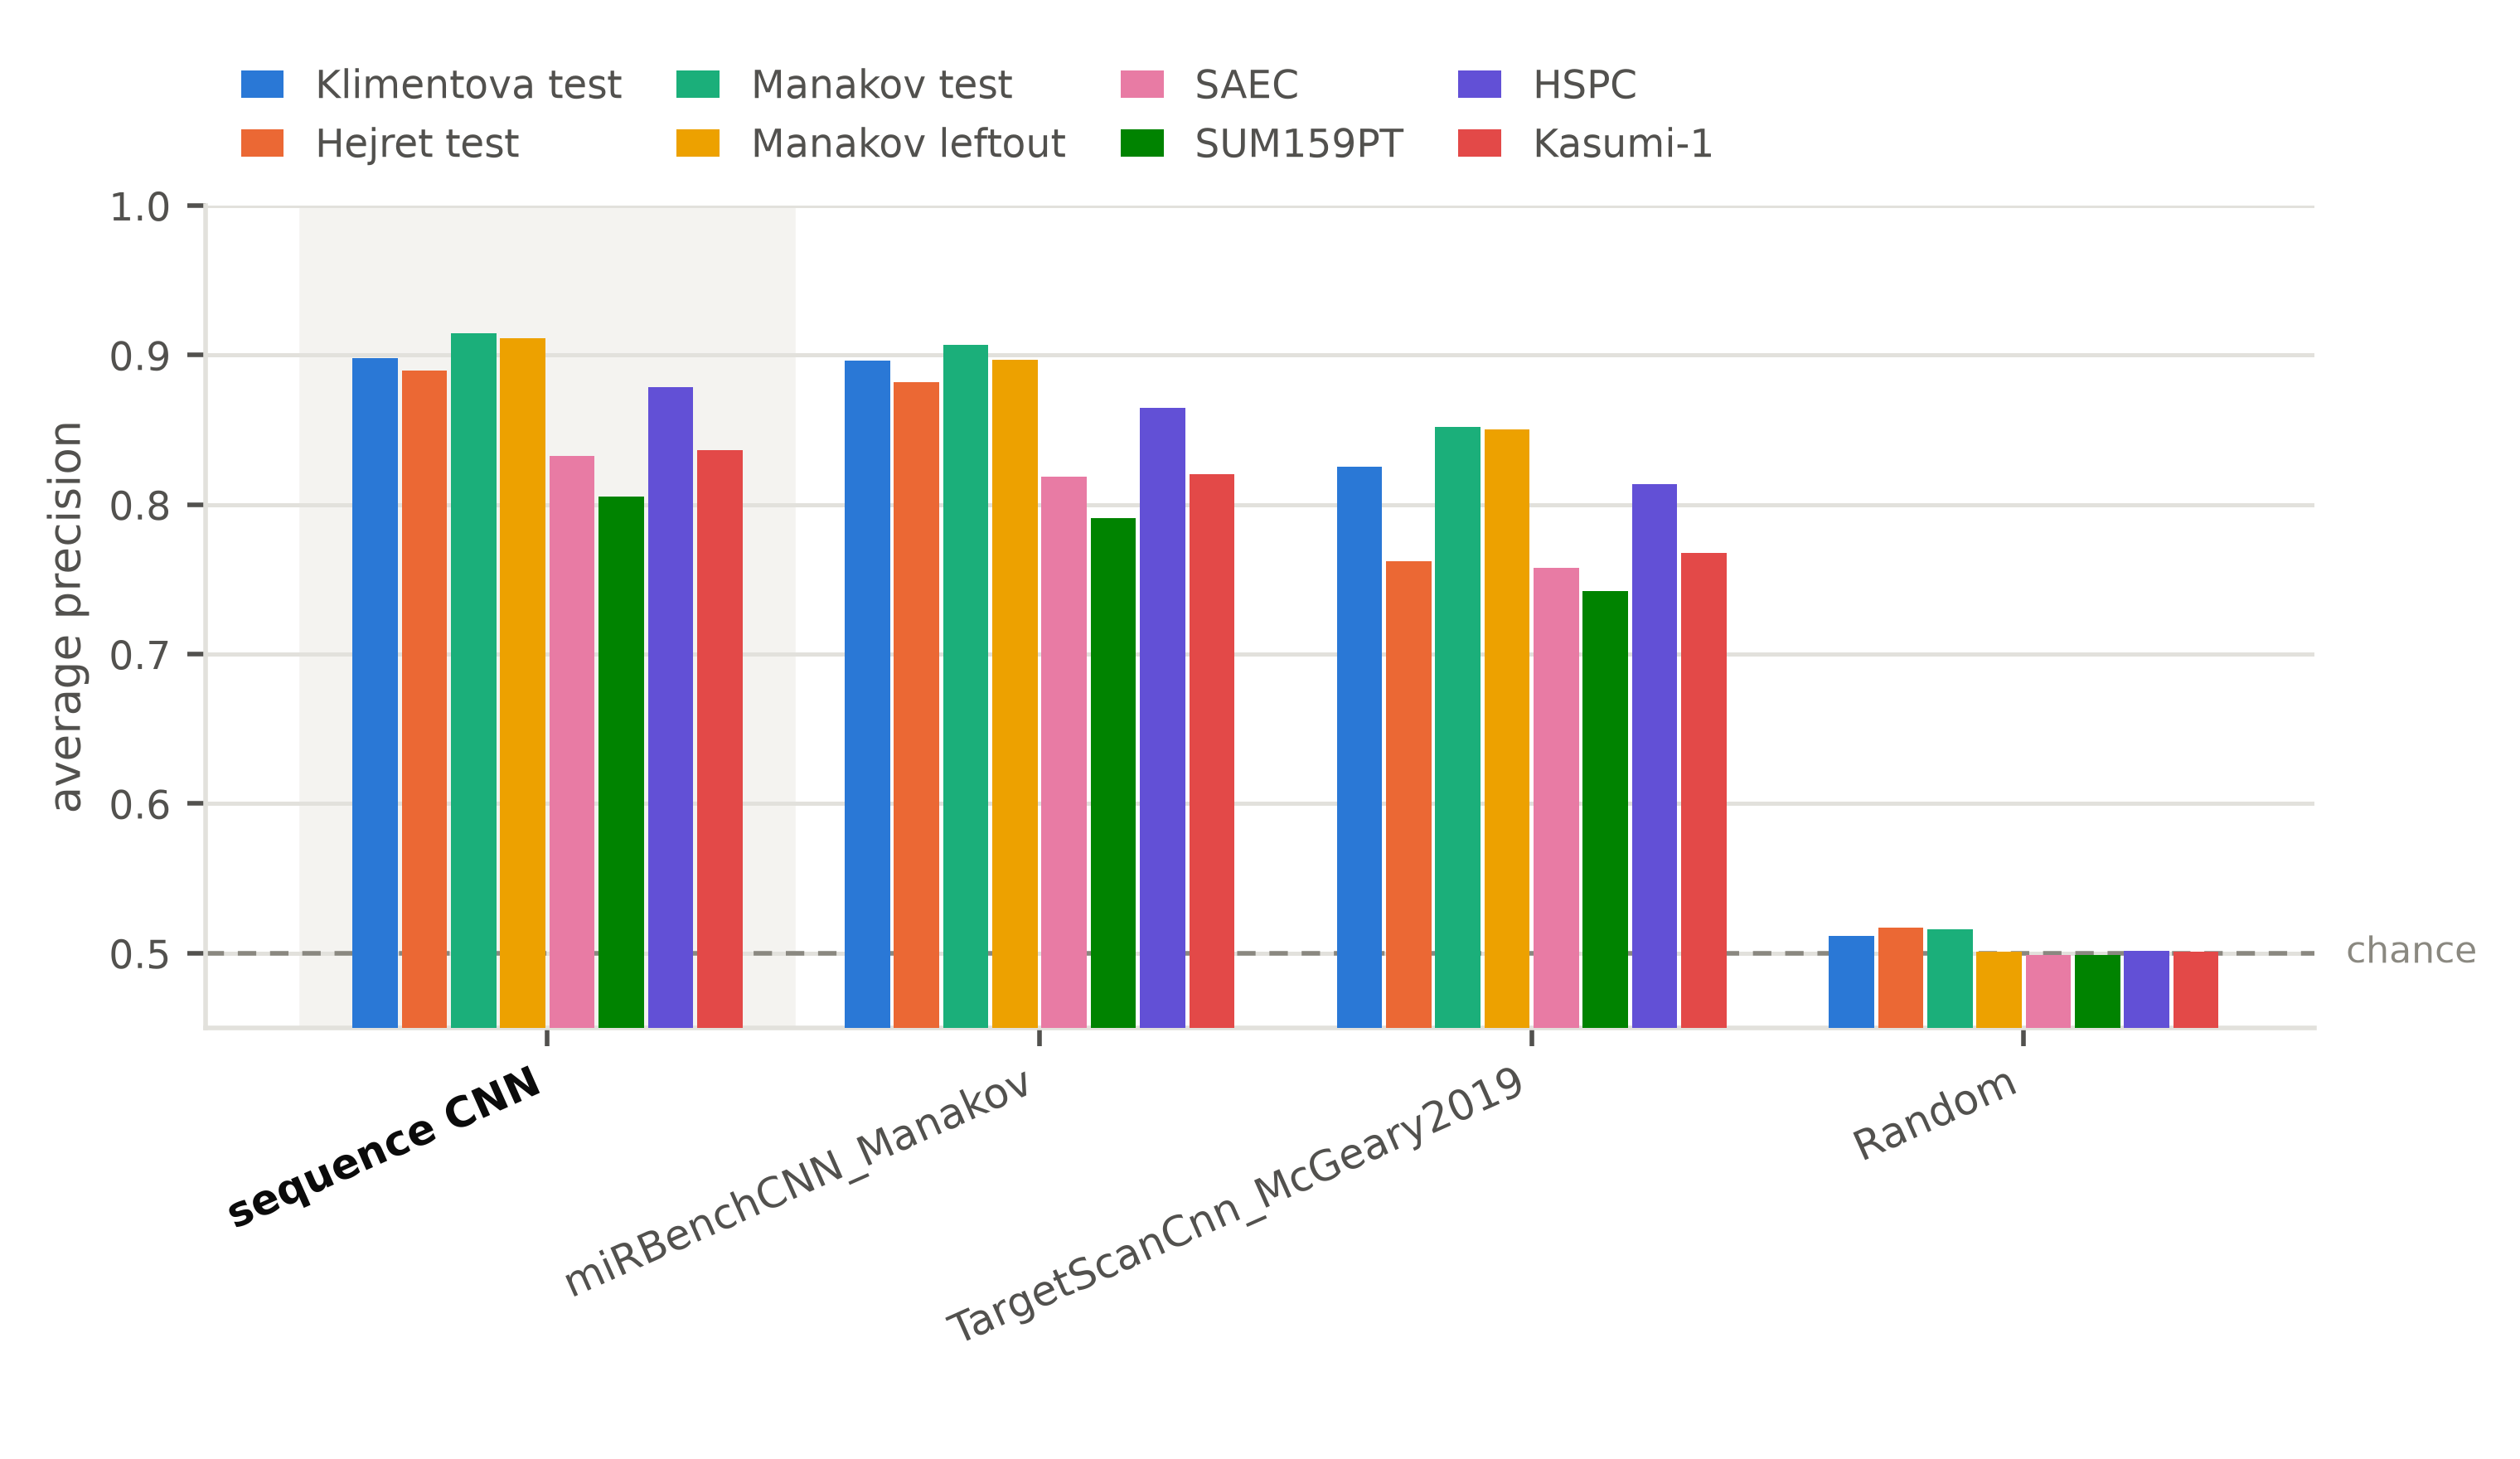 Klimentova test
Hejret test
Manakov test
Manakov leftout
SAEC
SUM159PT
HSPC
Kasumi-1
average precision
1.0
0.9
0.8
0.7
0.6
0.5
chance
sequence CNN
miRBenchCNN_Manakov
TargetScanCnn_McGeary2019
Random